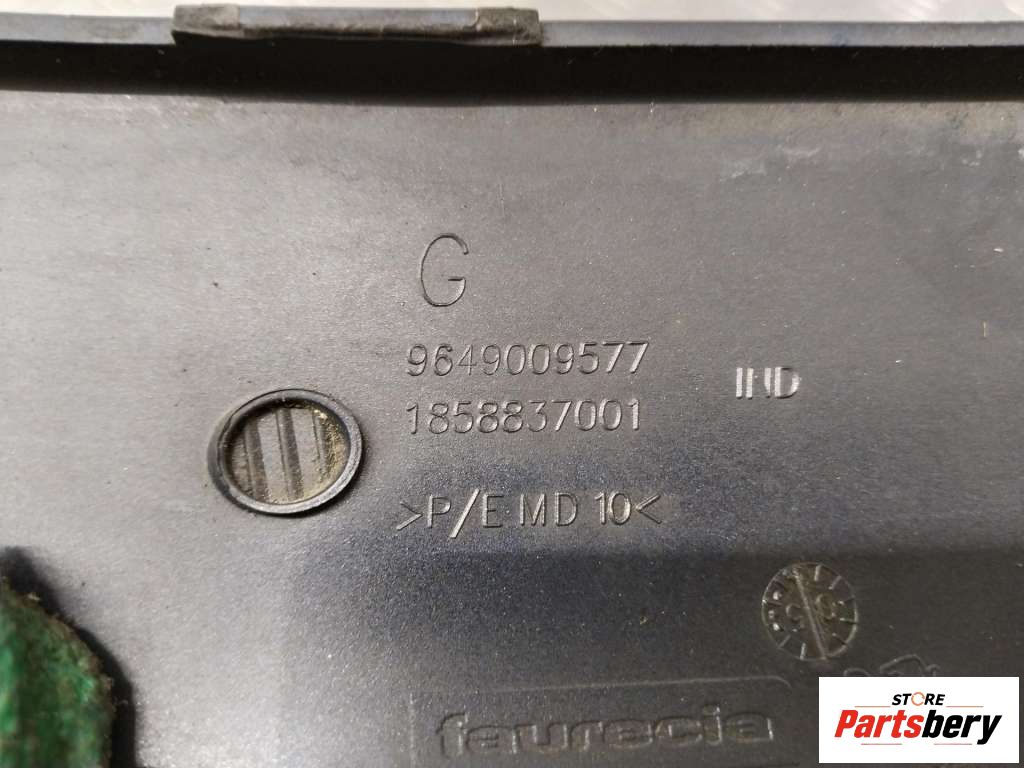 G
9649009577
IND
1858837001
>P/E MD 10<
faurecia
STORE
Partsbery